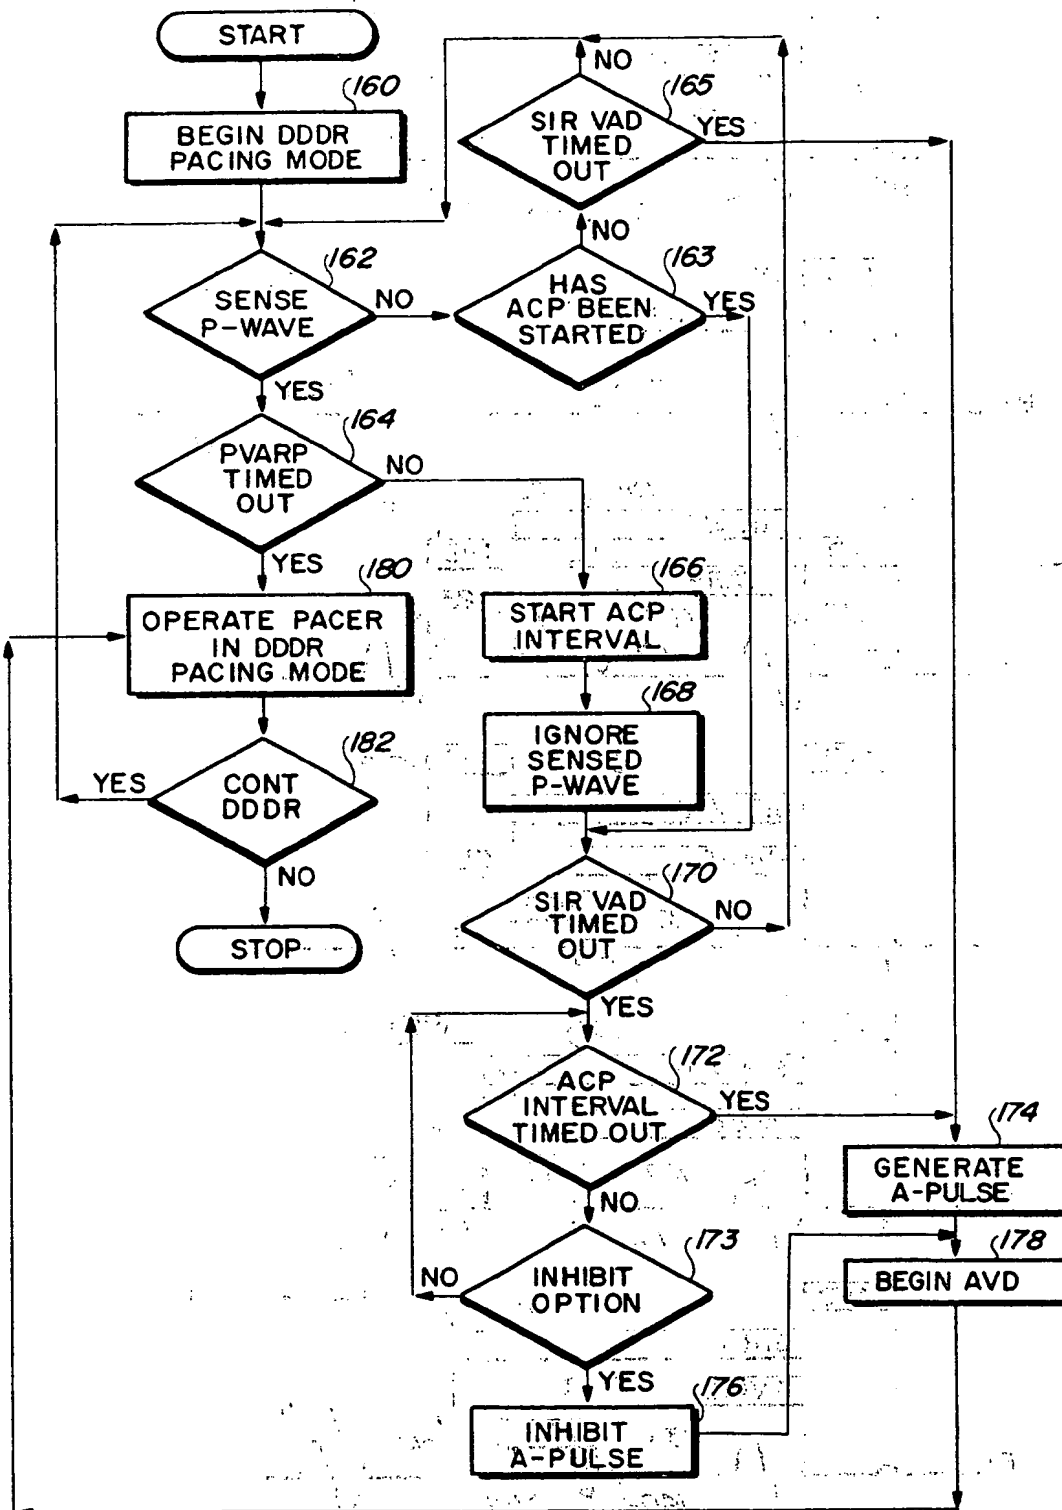 START
160
BEGIN DDDR
PACING MODE
162
SENSE
P-WAVE
NO
YES
164
PVARP
TIMED
OUT
NO
YES
180
OPERATE PACER
IN DDDR
PACING MODE
182
CONT
DDDR
YES
NO
STOP
NO
165
SIR VAD
TIMED
OUT
YES
NO
163
HAS
ACP BEEN
STARTED
YES
166
START ACP
INTERVAL
168
IGNORE
SENSED
P-WAVE
170
SIR VAD
TIMED
OUT
NO
YES
172
ACP
INTERVAL
TIMED OUT
YES
NO
173
INHIBIT
OPTION
NO
YES
176
INHIBIT
A-PULSE
174
GENERATE
A-PULSE
178
BEGIN AVD